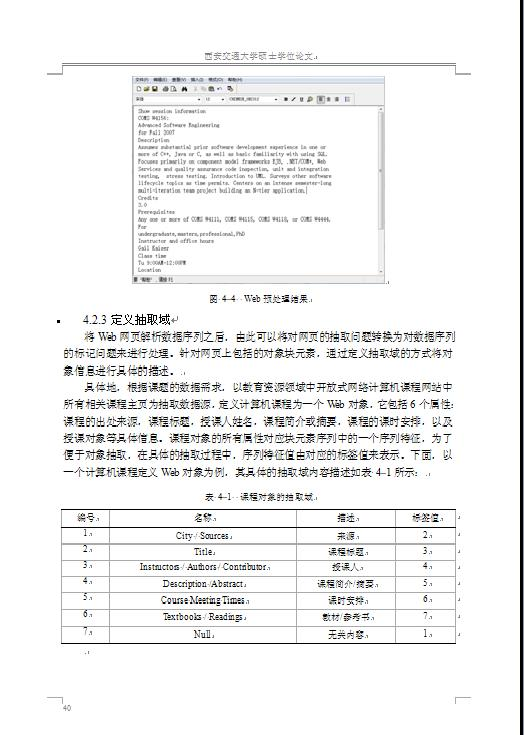 西安交通大学硕士学位论文
文件(F) 编辑(E) 查看(V) 插入(I) 格式(O) 帮助(H)
宋体 12 CHINESE_GB2312
Show session information
COMS W4156:
Advanced Software Engineering
for Fall 2007
Description
Assumes substantial prior software development experience in one or
more of C++, Java or C, as well as basic familiarity with using SQL.
Focuses primarily on component model frameworks EJB, .NET/COM+, Web
Services and quality assurance code inspection, unit and integration
testing, stress testing. Introduction to UML. Surveys other software
lifecycle topics as time permits. Centers on an intense semester-long
multi-iteration team project building an N-tier application.
Credits
3.0
Prerequisites
Any one or more of COMS W4111, COMS W4115, COMS W4118, or COMS W4444.
For
undergraduate,masters,professional,PhD
Instructor and office hours
Gail Kaiser
Class time
Tu 9:00AM-12:00PM
Location
图 4-4 Web 预处理结果
4.2.3 定义抽取域
将 Web 网页解析数据序列之后，由此可以将对网页的抽取问题转换为对数据序列
的标记问题来进行处理。针对网页上包括的对象块元素，通过定义抽取域的方式将对
象信息进行具体的描述。
具体地，根据课题的数据需求，以教育资源领域中开放式网络计算机课程网站中
所有相关课程主页为抽取数据源，定义计算机课程为一个 Web 对象，它包括 6 个属性：
课程的出处来源，课程标题，授课人姓名，课程简介或摘要，课程的课时安排，以及
授课对象等具体信息。课程对象的所有属性对应块元素序列中的一个序列特征，为了
便于对象抽取，在具体的抽取过程中，序列特征值由对应的标签值来表示。下面，以
一个计算机课程定义 Web 对象为例，其具体的抽取域内容描述如表 4-1 所示：
表 4-1 课程对象的抽取域
编号 名称 描述 标签值
1 City / Sources 来源 2
2 Title 课程标题 3
3 Instructors / Authors / Contributor 授课人 4
4 Description /Abstract 课程简介/摘要 5
5 Course Meeting Times 课时安排 6
6 Textbooks / Readings 教材/参考书 7
7 Null 无关内容 1
40